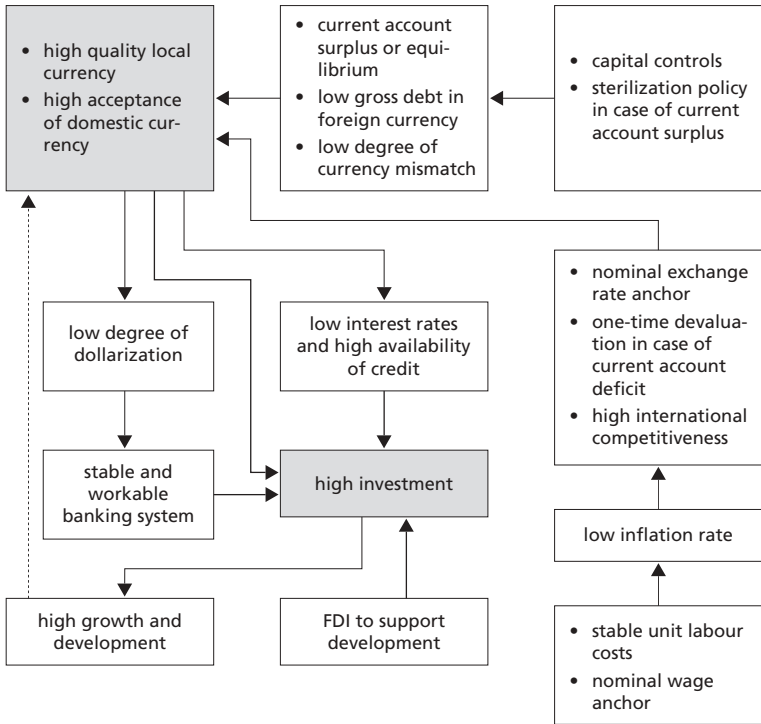 • high quality local
currency
• high acceptance
of domestic cur-
rency
• current account
surplus or equi-
librium
• low gross debt in
foreign currency
• low degree of
currency mismatch
• capital controls
• sterilization policy
in case of current
account surplus
low degree of
dollarization
low interest rates
and high availability
of credit
• nominal exchange
rate anchor
• one-time devalua-
tion in case of
current account
deficit
• high international
competitiveness
stable and
workable
banking system
high investment
low inflation rate
high growth and
development
FDI to support
development
• stable unit labour
costs
• nominal wage
anchor